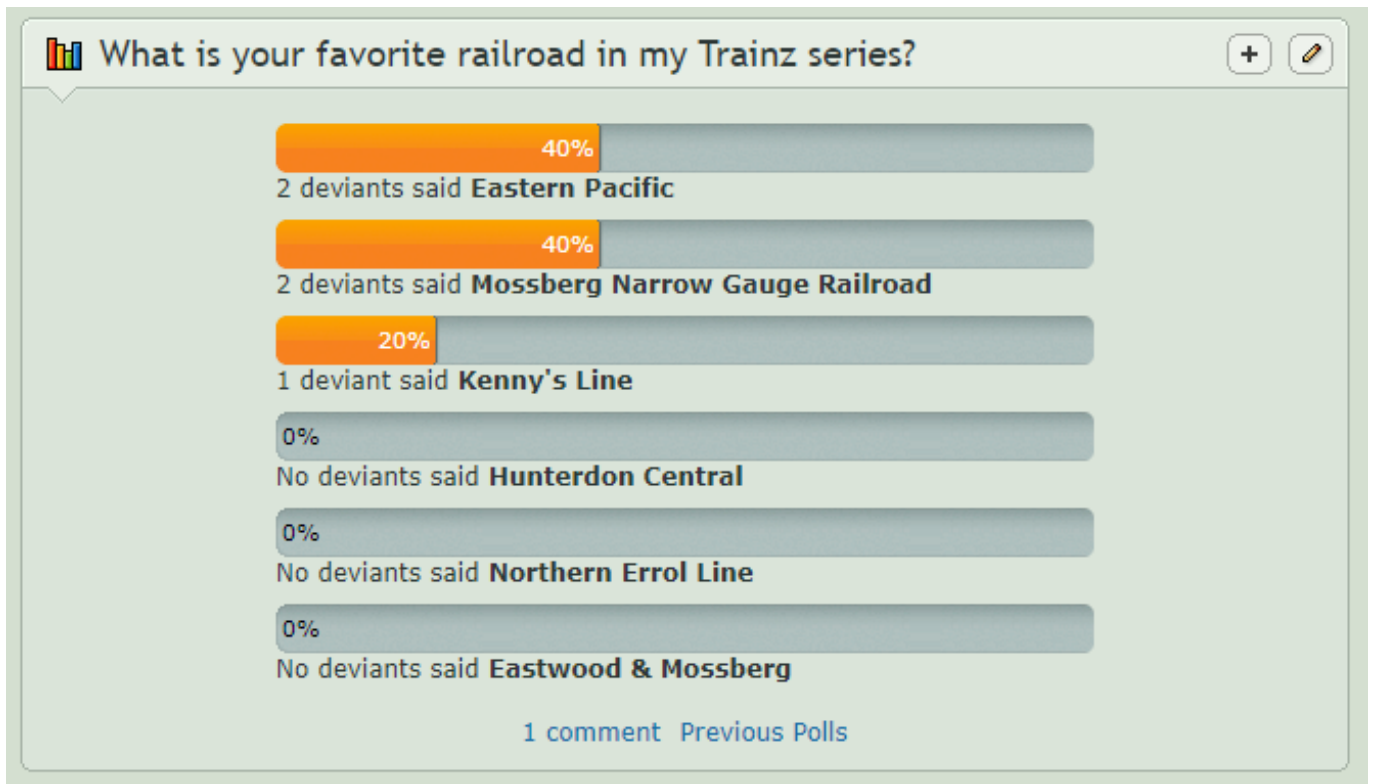 What is your favorite railroad in my Trainz series?
40%
2 deviants said Eastern Pacific
40%
2 deviants said Mossberg Narrow Gauge Railroad
20%
1 deviant said Kenny's Line
0%
No deviants said Hunterdon Central
0%
No deviants said Northern Errol Line
0%
No deviants said Eastwood & Mossberg
1 comment Previous Polls